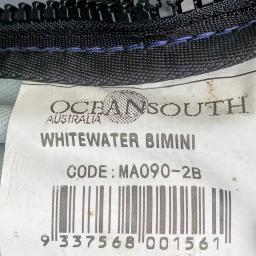 OCEANSOUTH
AUSTRALIA
WHITEWATER BIMINI
CODE: MA090-2B
9 337568 001561